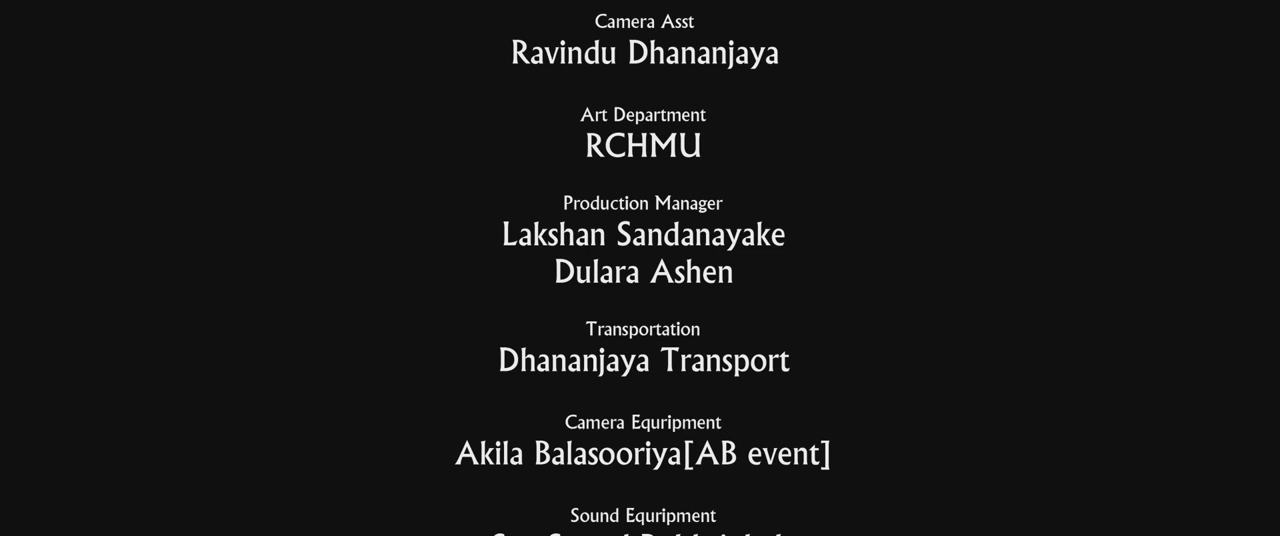 Camera Asst
Ravindu Dhananjaya
Art Department
RCHMU
Production Manager
Lakshan Sandanayake
Dulara Ashen
Transportation
Dhananjaya Transport
Camera Equripment
Akila Balasooriya[AB event]
Sound Equripment